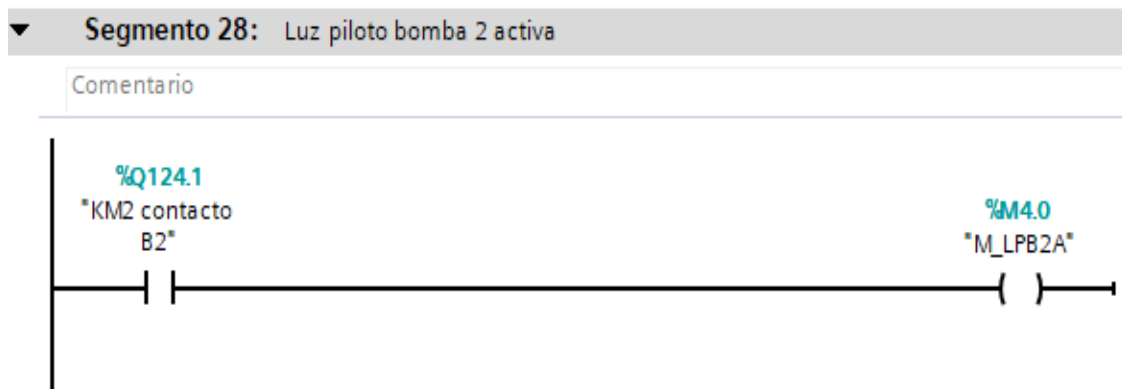 Segmento 28: Luz piloto bomba 2 activa
Comentario
%Q124.1
"KM2 contacto
B2"
%M4.0
"M_LPB2A"